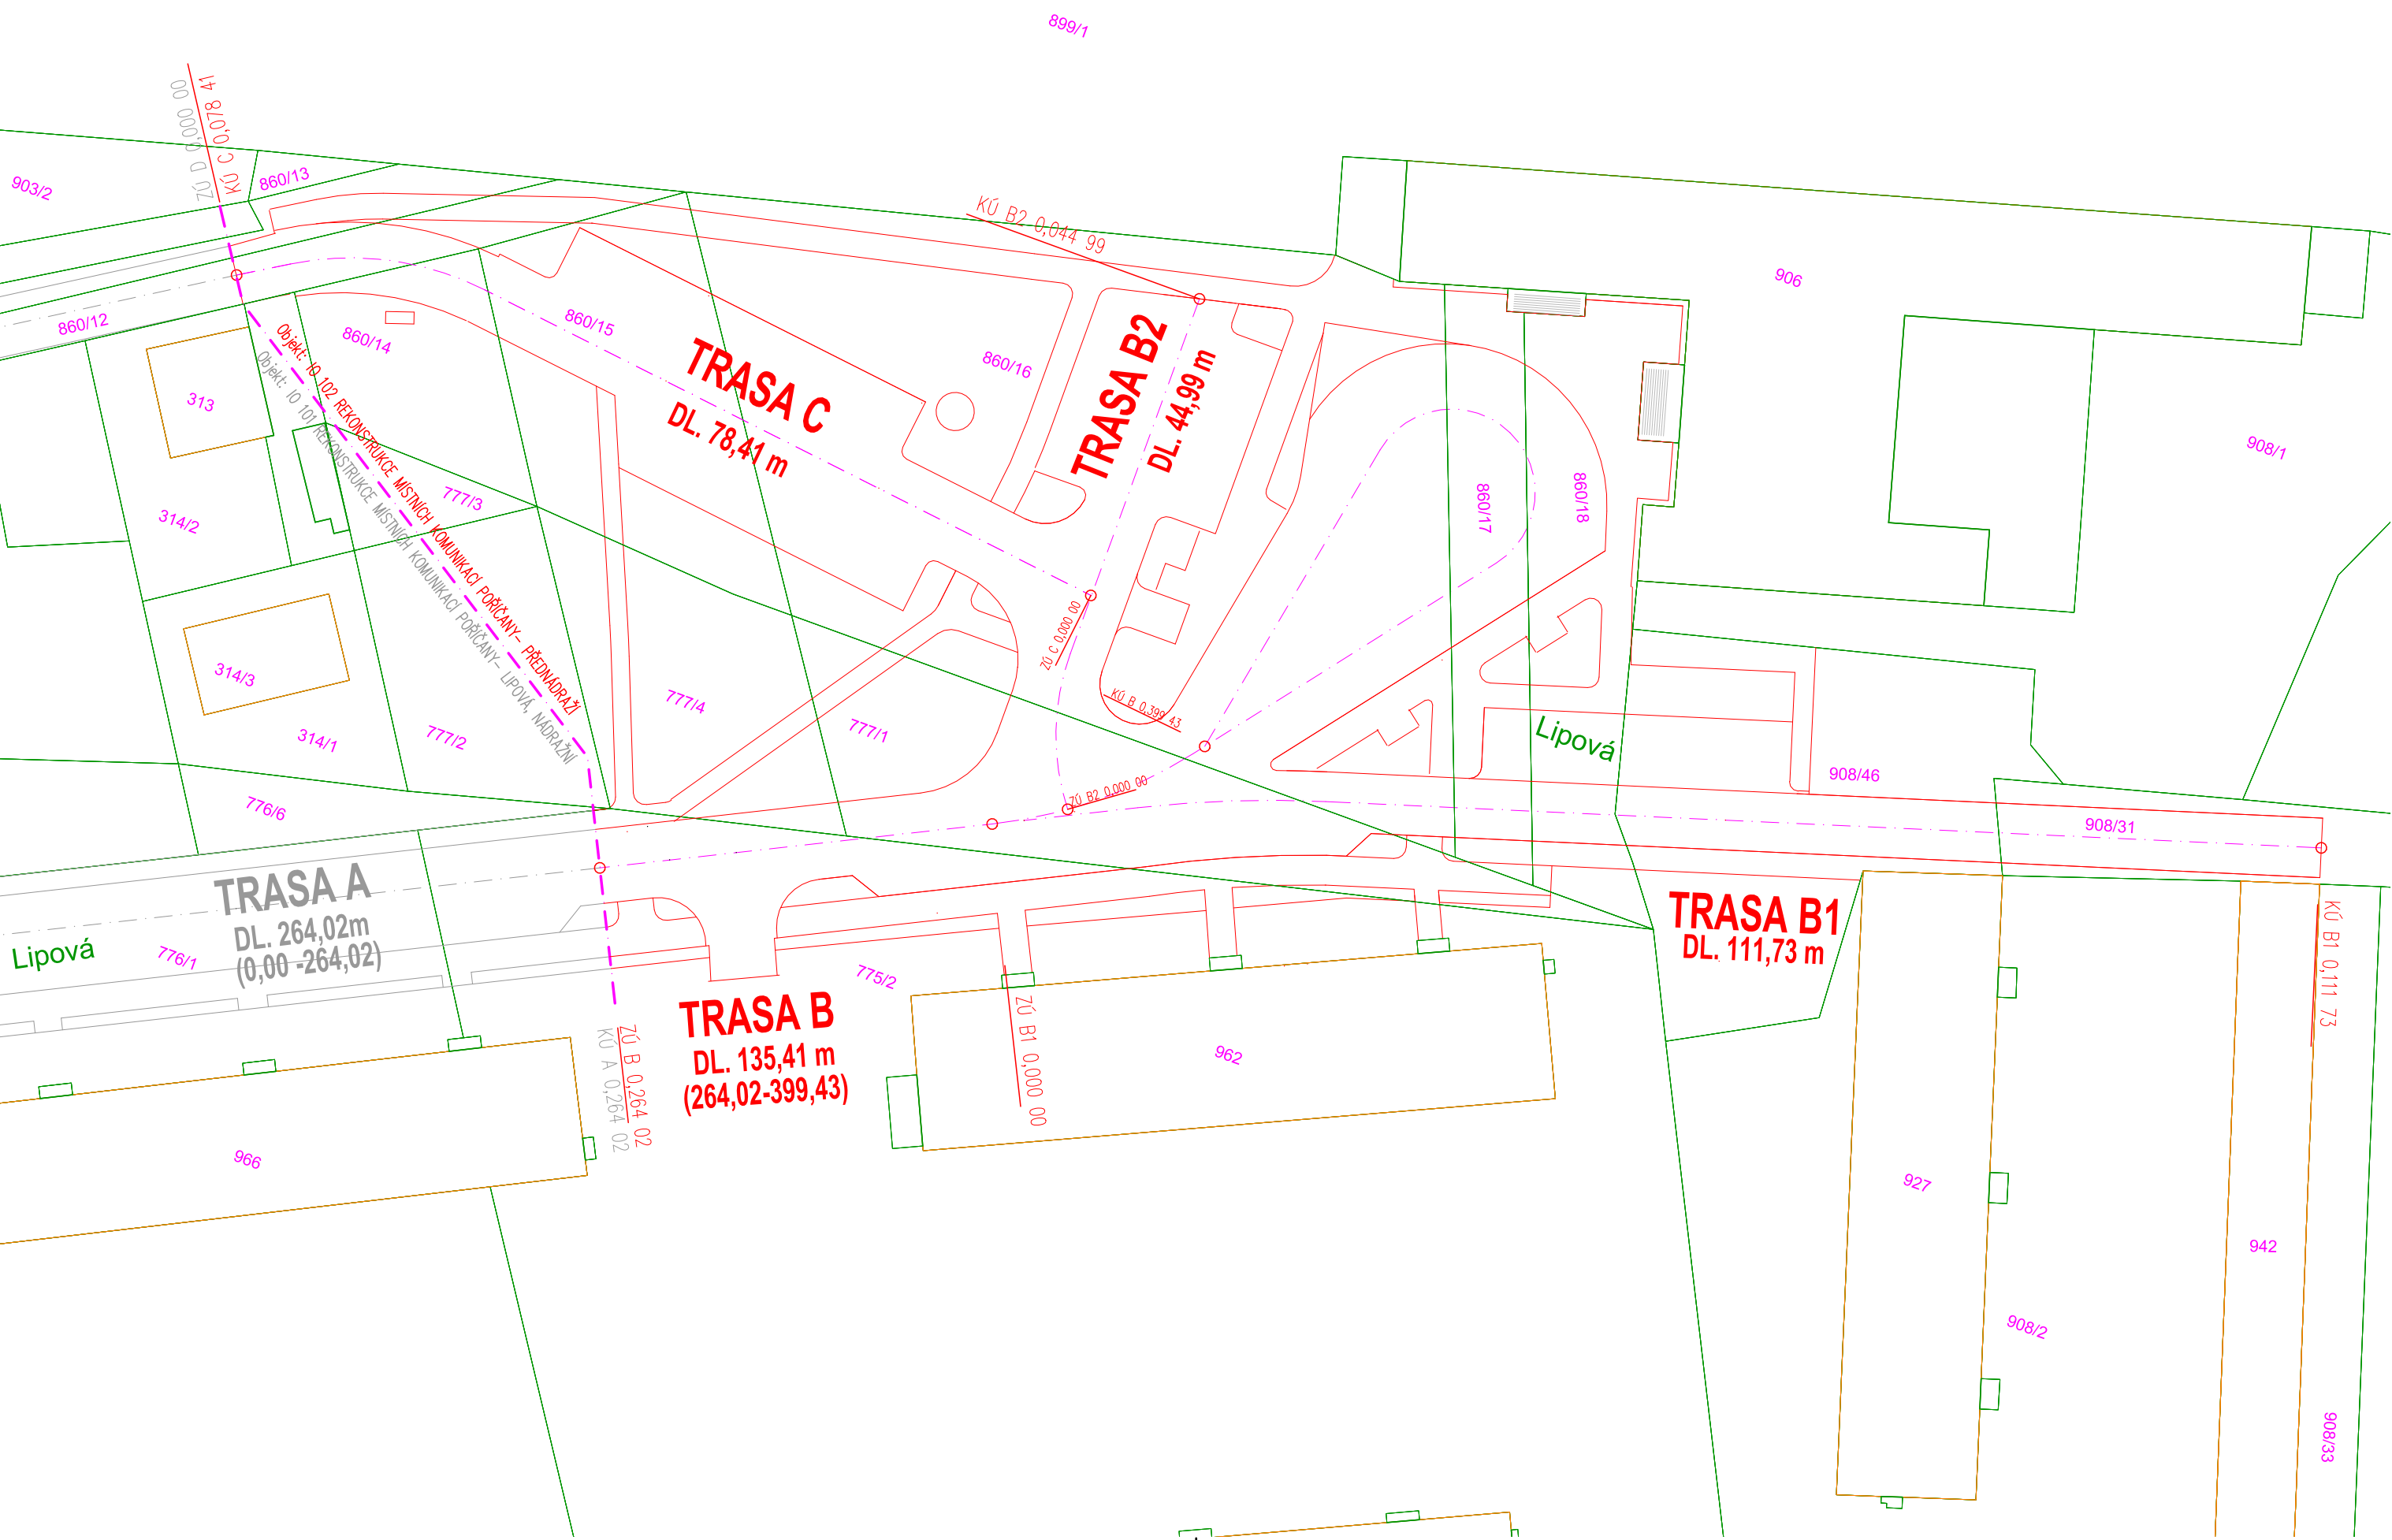 899/1
KÚ C 0,078 41
ZÚ D 0,000 00
903/2
860/13
KÚ B2 0,044 99
906
860/12
860/14
860/15
860/16
TRASA C
DL. 78,41 m
TRASA B2
DL. 44,99 m
313
Objekt: IO 102 REKONSTRUKCE MÍSTNÍCH KOMUNIKACÍ POŘÍČANY- PŘEDNÁDRAŽÍ
Objekt: IO 101 REKONSTRUKCE MÍSTNÍCH KOMUNIKACÍ POŘÍČANY- LIPOVÁ, NÁDRAŽNÍ
908/1
777/3
860/17
860/18
314/2
ZÚ C 0,000 00
314/3
KÚ B 0,399 43
777/4
777/1
314/1
777/2
Lipová
908/46
ZÚ B2 0,000 00
776/6
908/31
TRASA A
DL. 264,02m
(0,00 -264,02)
Lipová
776/1
775/2
TRASA B1
DL. 111,73 m
KÚ B1 0,111 73
TRASA B
DL. 135,41 m
(264,02-399,43)
ZÚ B 0,264 02
KÚ A 0,264 02
ZÚ B1 0,000 00
962
966
927
942
908/2
908/33